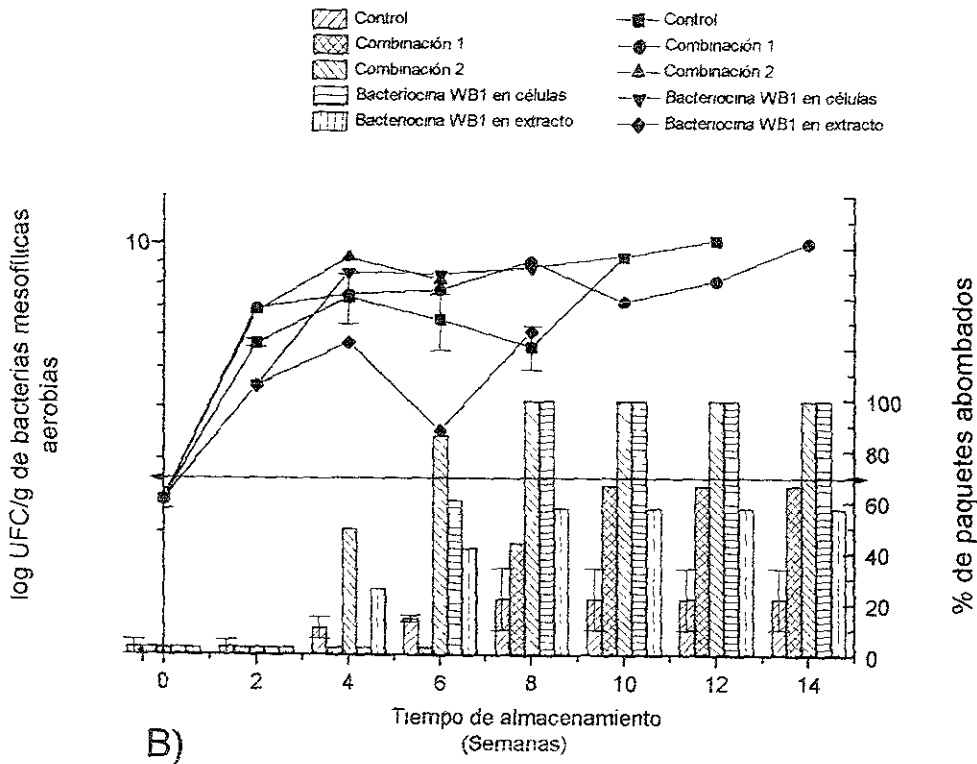 Control
Combinación 1
Combinación 2
Bacteriocina WB1 en células
Bacteriocina WB1 en extracto
Control
Combinación 1
Combinación 2
Bacteriocina WB1 en células
Bacteriocina WB1 en extracto
log UFC/g de bacterias mesofílicas
aerobias
10
100
80
60
40
20
0
% de paquetes abombados
0 2 4 6 8 10 12 14
Tiempo de almacenamiento
(Semanas)
B)